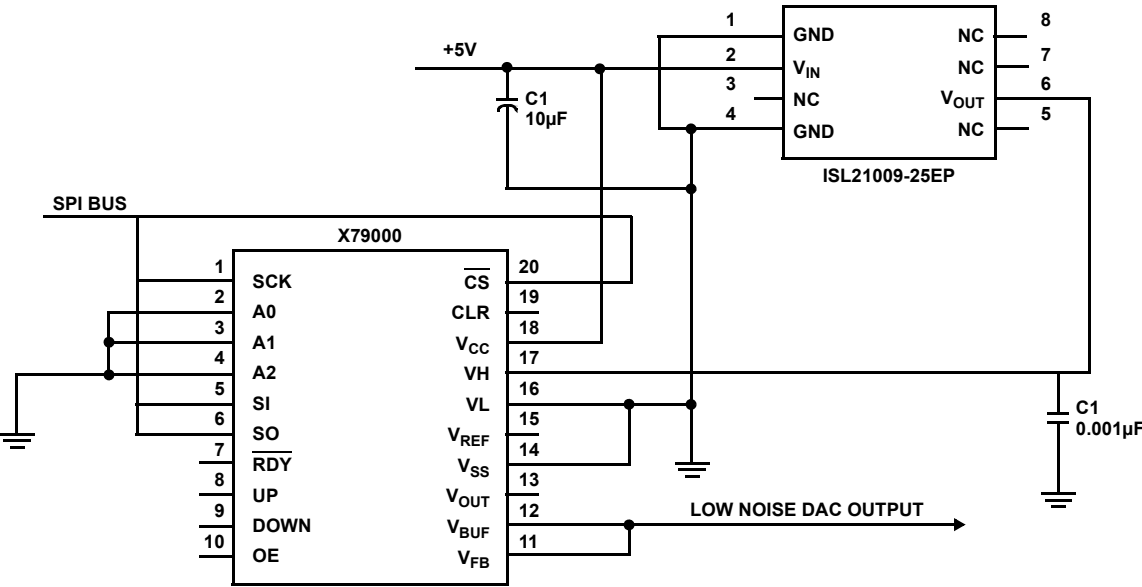 +5V
C1
10µF
1
GND
2
VIN
3
NC
4
GND
8
NC
7
NC
6
VOUT
5
NC
ISL21009-25EP
SPI BUS
X79000
1
SCK
2
A0
3
A1
4
A2
5
SI
6
SO
7
RDY
8
UP
9
DOWN
10
OE
20
CS
19
CLR
18
VCC
17
VH
16
VL
15
VREF
14
VSS
13
VOUT
12
VBUF
11
VFB
C1
0.001µF
LOW NOISE DAC OUTPUT